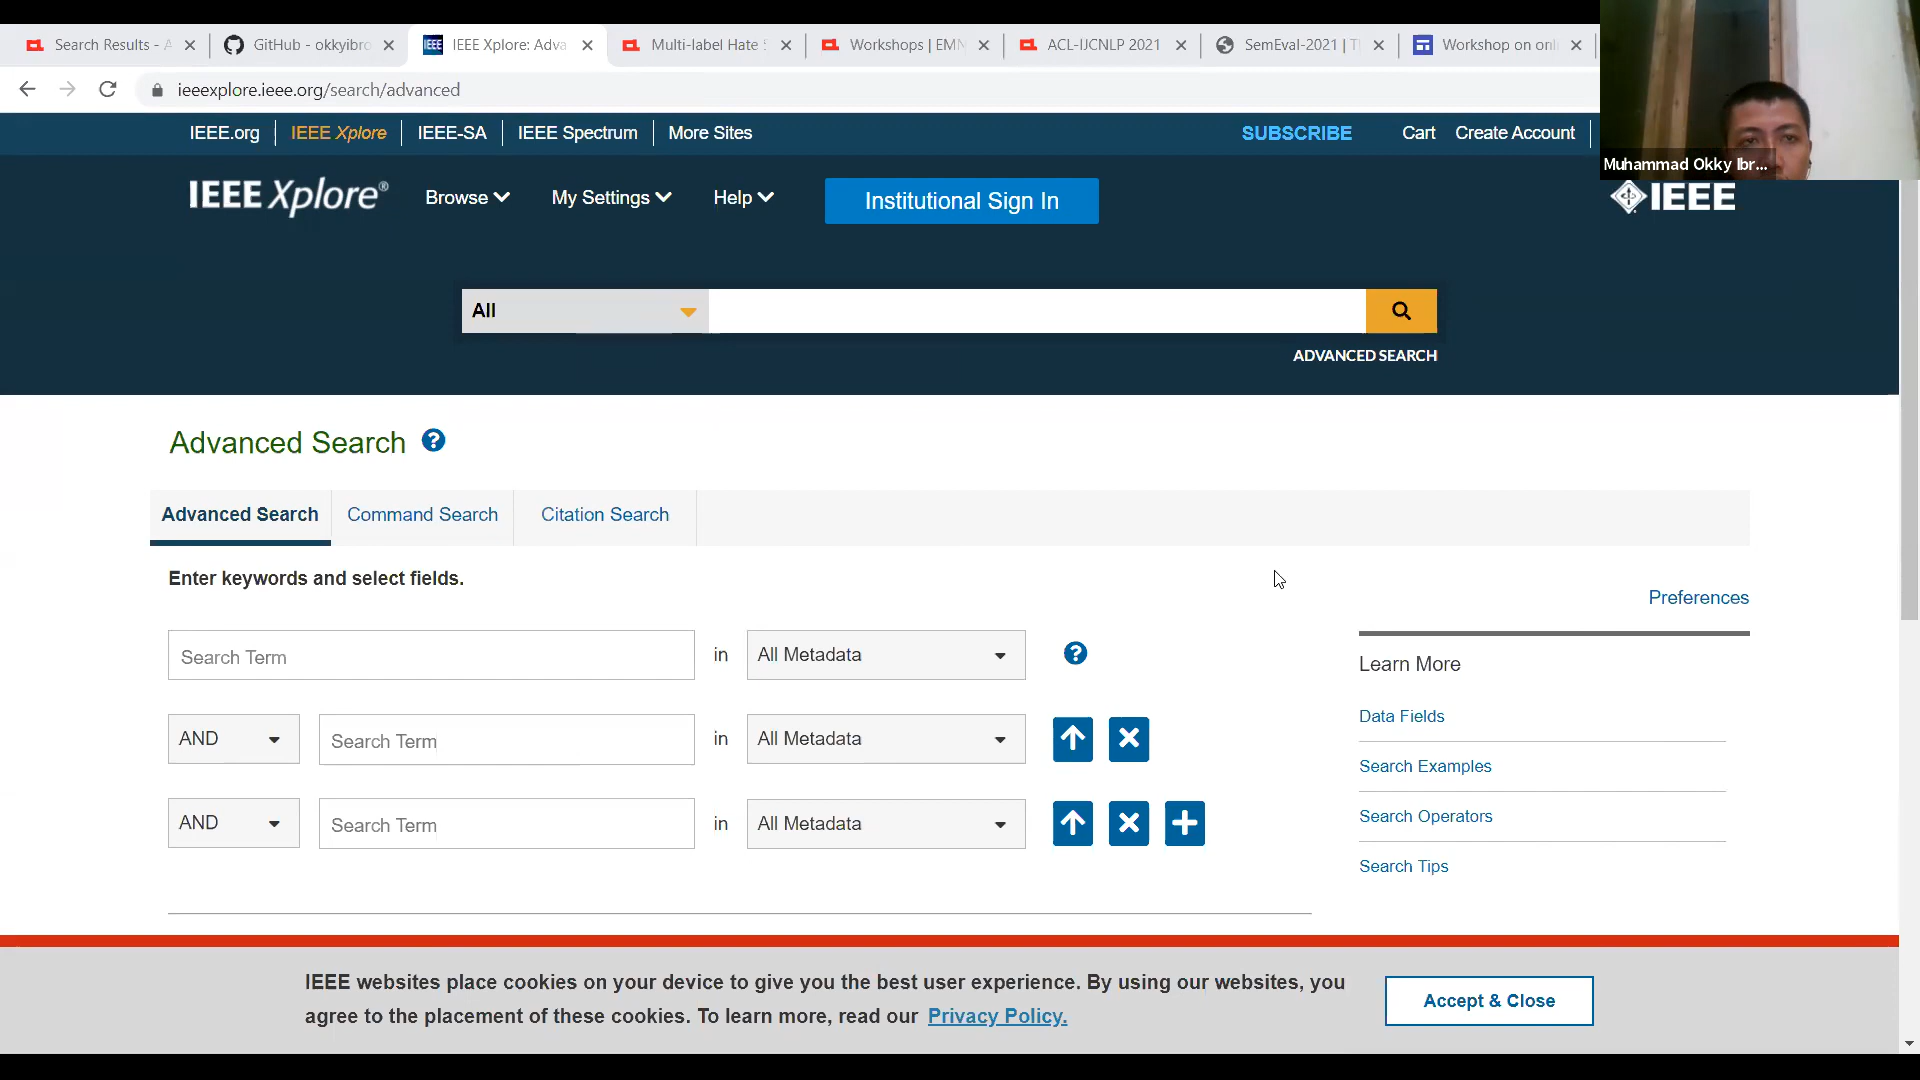 Search Results - A
GitHub - okkyibro
IEEE Xplore: Adva
Multi-label Hate S
Workshops | EMN
ACL-IJCNLP 2021
SemEval-2021 | T
Workshop on onli
ieeexplore.ieee.org/search/advanced
IEEE.org
IEEE Xplore
IEEE-SA
IEEE Spectrum
More Sites
SUBSCRIBE
Cart
Create Account
Muhammad Okky Ibr...
IEEE Xplore®
Browse
My Settings
Help
Institutional Sign In
IEEE
All
ADVANCED SEARCH
Advanced Search
Advanced Search
Command Search
Citation Search
Enter keywords and select fields.
Preferences
Search Term
in
All Metadata
Learn More
Data Fields
AND
Search Term
in
All Metadata
Search Examples
Search Operators
AND
Search Term
in
All Metadata
Search Tips
IEEE websites place cookies on your device to give you the best user experience. By using our websites, you
agree to the placement of these cookies. To learn more, read our Privacy Policy.
Accept & Close